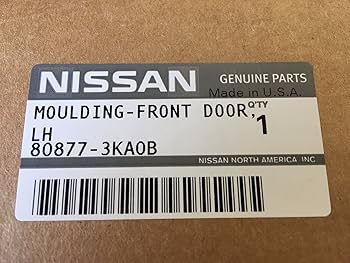 NISSAN
GENUINE PARTS
Made in U.S.A.
MOULDING-FRONT DOOR,
Q'TY
1
LH
80877-3KA0B
NISSAN NORTH AMERICA, INC